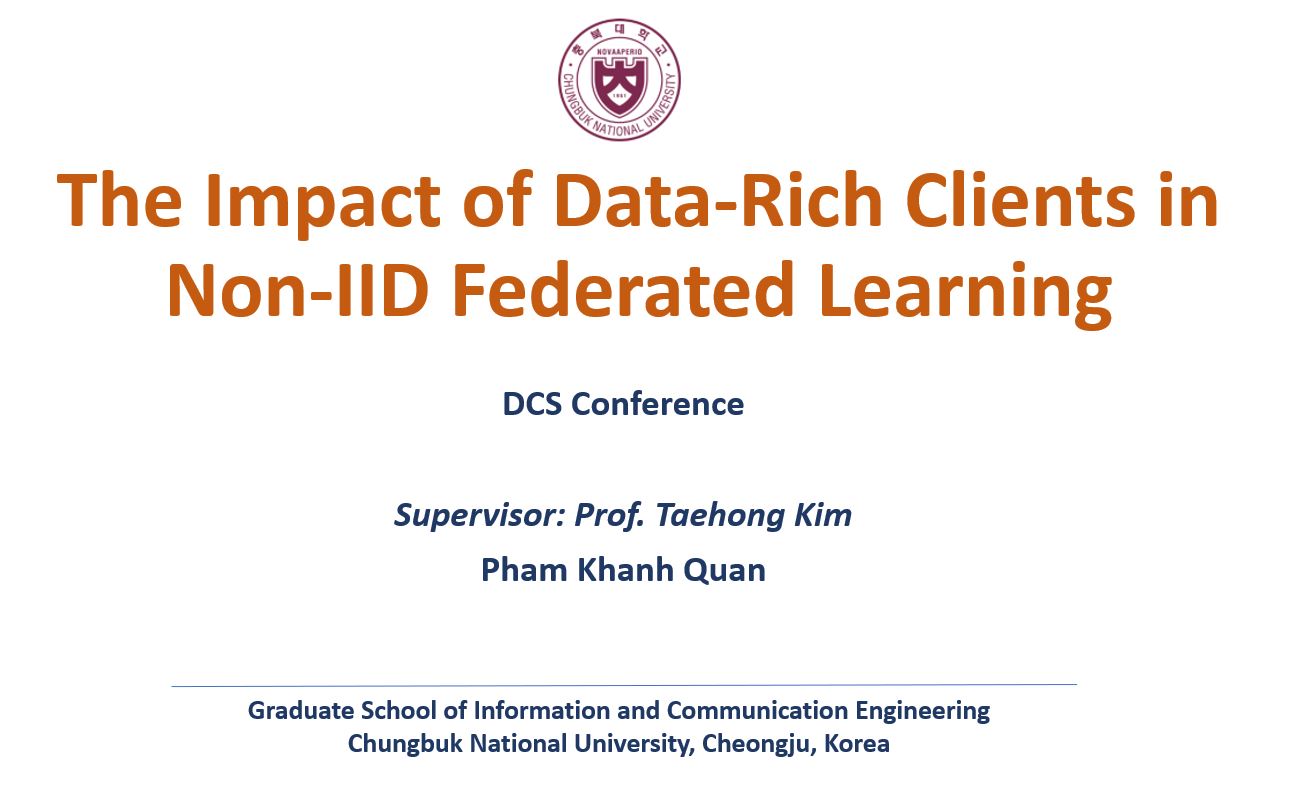 충북대학교
NOVAAPERIO
1951
CHUNGBUK NATIONAL UNIVERSITY
The Impact of Data-Rich Clients in
Non-IID Federated Learning
DCS Conference
Supervisor: Prof. Taehong Kim
Pham Khanh Quan
Graduate School of Information and Communication Engineering
Chungbuk National University, Cheongju, Korea